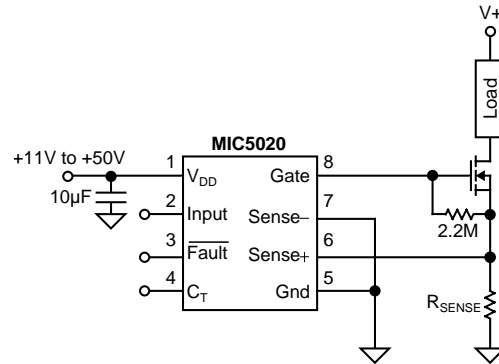 V+
Load
MIC5020
+11V to +50V
10µF
1 VDD Gate 8
2 Input Sense− 7
3 Fault Sense+ 6
4 CT Gnd 5
2.2M
RSENSE